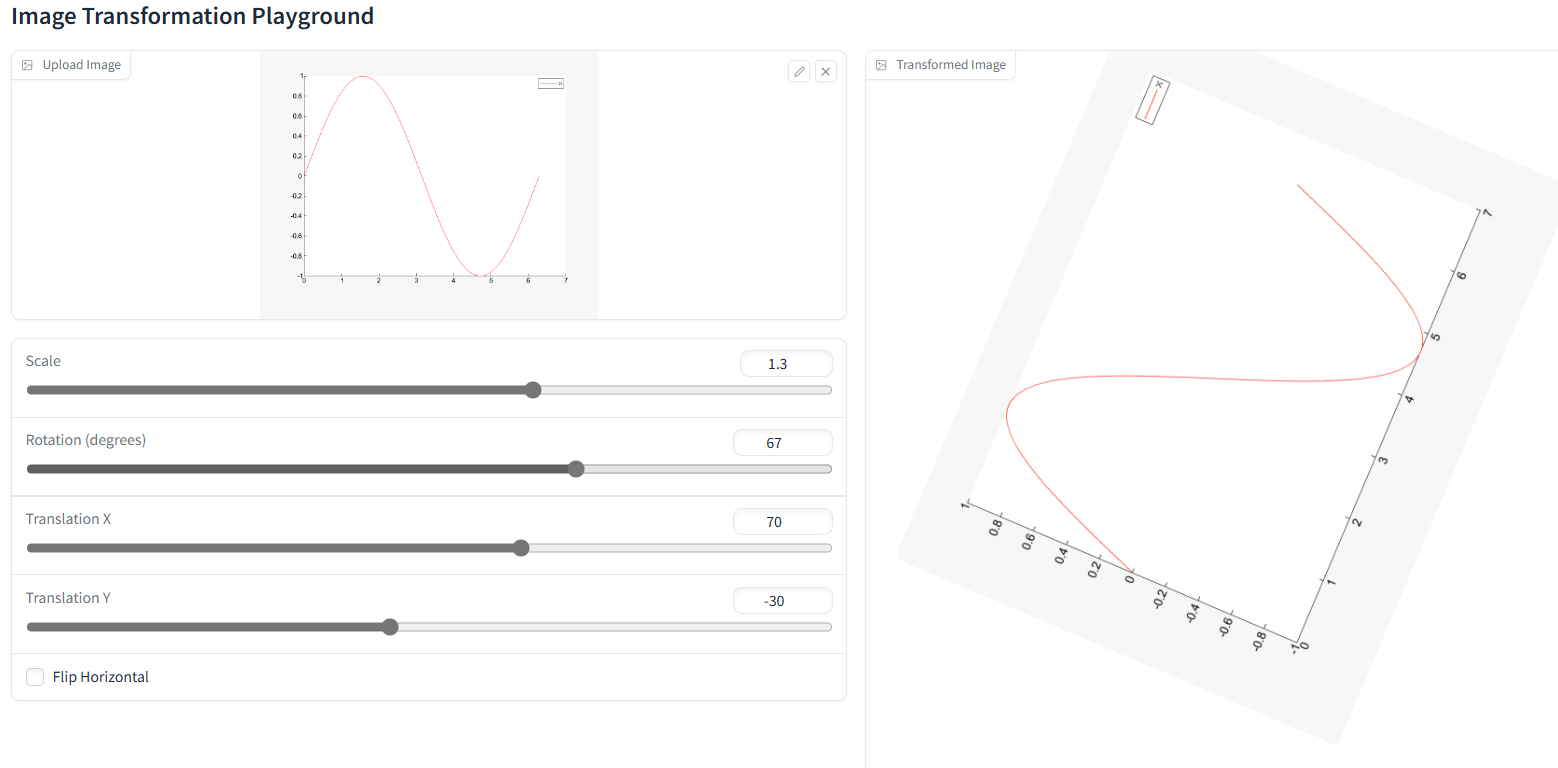 Image Transformation Playground
Upload Image
1
0.8
0.6
0.4
0.2
0
-0.2
-0.4
-0.6
-0.8
-1
0 1 2 3 4 5 6 7
x
Scale
1.3
Rotation (degrees)
67
Translation X
70
Translation Y
-30
Flip Horizontal
Transformed Image
x
1
0.8
0.6
0.4
0.2
0
-0.2
-0.4
-0.6
-0.8
-1
0 1 2 3 4 5 6 7